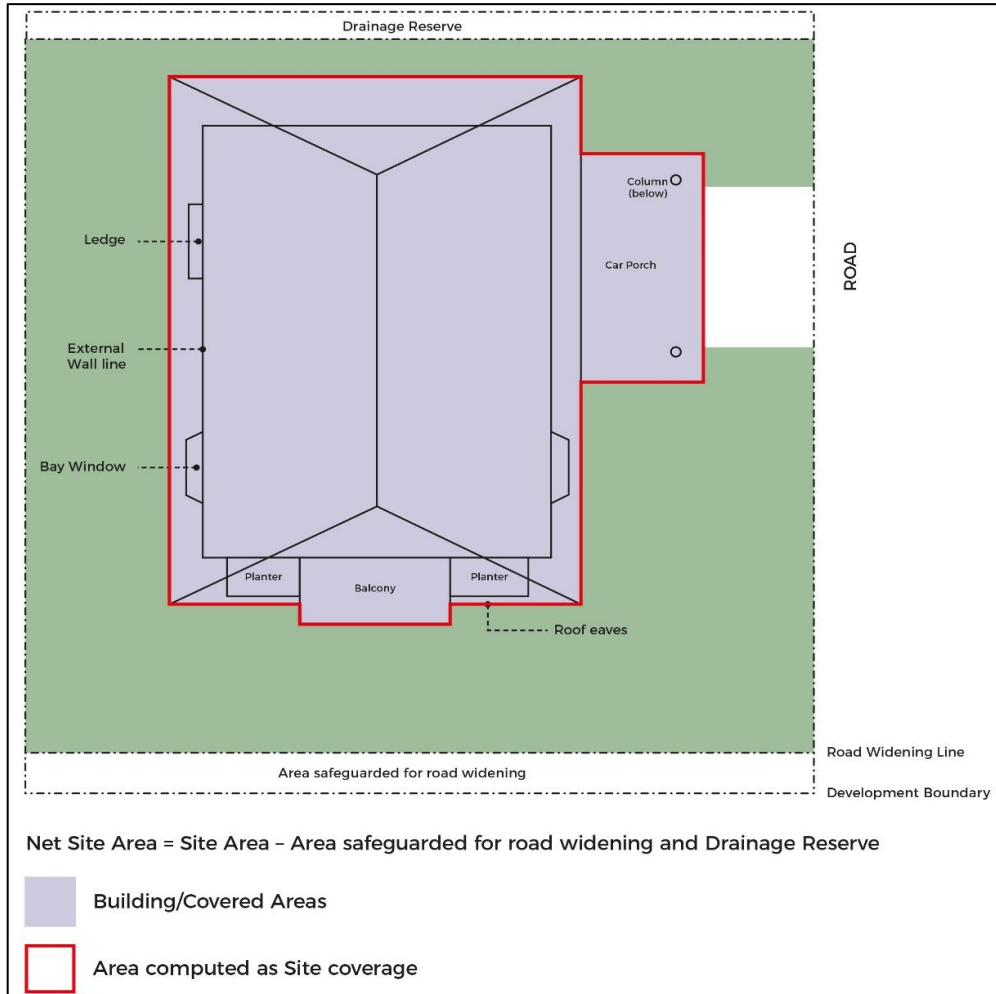 Drainage Reserve
Column
(below)
Ledge
Car Porch
ROAD
External
Wall line
Bay Window
Planter
Balcony
Planter
Roof eaves
Road Widening Line
Area safeguarded for road widening
Development Boundary
Net Site Area = Site Area – Area safeguarded for road widening and Drainage Reserve
Building/Covered Areas
Area computed as Site coverage